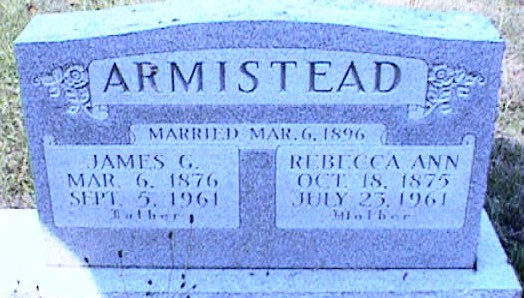 ARMISTEAD
MARRIED MAR. 6, 1896
JAMES G.
MAR. 6, 1876
SEPT. 5, 1961
Father
REBECCA ANN
OCT. 18, 1875
JULY 23, 1961
Mother